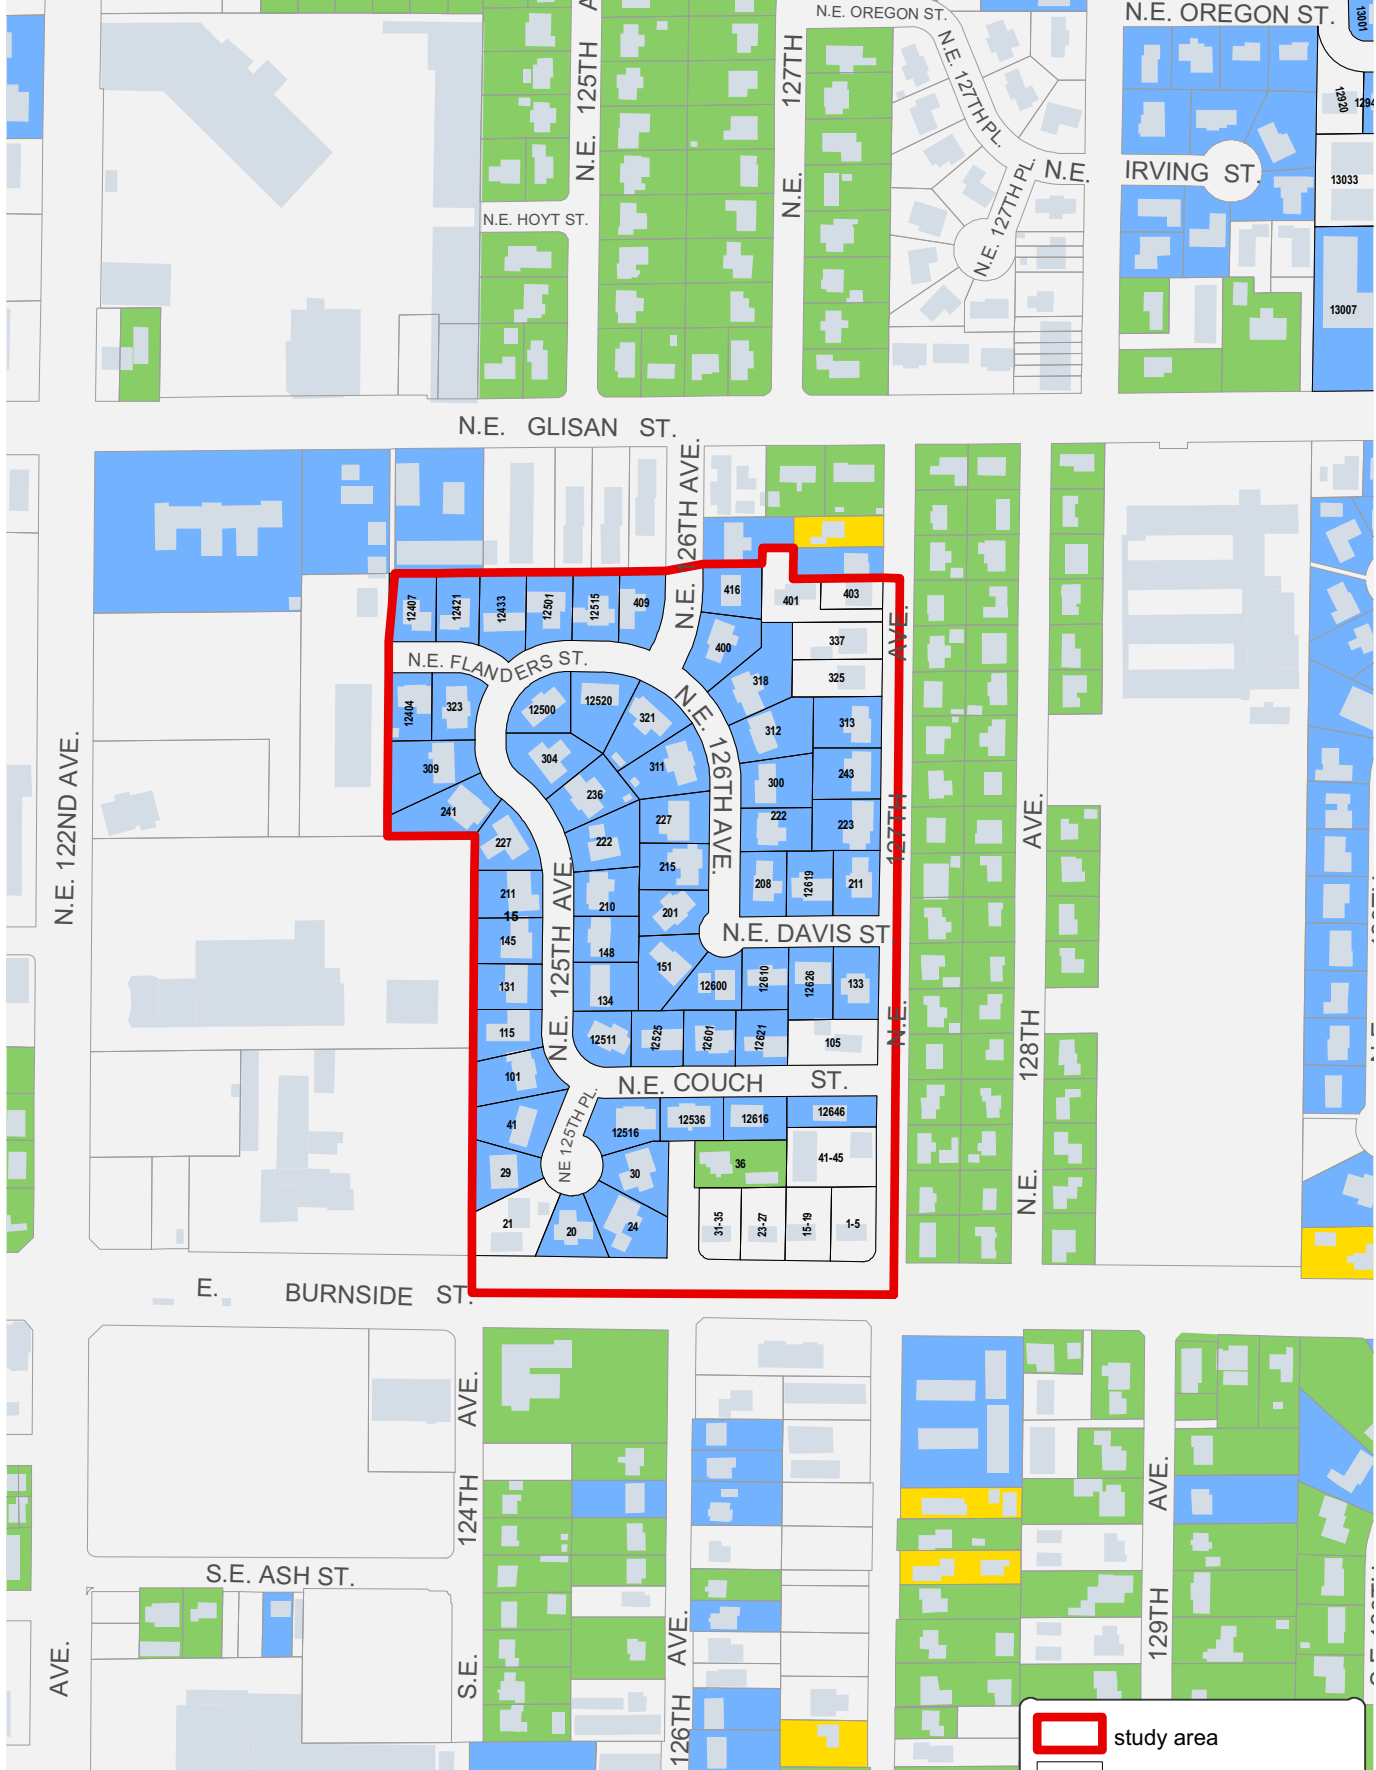 N.E. OREGON ST.
N.E. OREGON ST.
13001
N.E. 125TH
N.E. 127TH
N.E. 127TH PL.
12920
N.E. IRVING ST.
13033
N.E. HOYT ST.
N.E. 127TH PL.
13007
N.E. GLISAN ST.
N.E. 126TH AVE.
12407
12421
12433
12501
12515
409
416
401
403
400
337
325
318
N.E. FLANDERS ST.
12404
323
12500
12520
321
N.E. 126TH AVE.
312
313
309
304
311
300
243
241
236
227
222
223
227
222
215
208
12619
211
N.E. 127TH AVE.
N.E. 128TH AVE.
N.E. 122ND AVE.
211
15
210
201
N.E. DAVIS ST.
145
148
151
N.E. 125TH AVE.
131
134
12600
12610
12626
133
115
12511
12525
12601
12621
105
101
N.E. COUCH ST.
41
NE 125TH PL.
12516
12536
12616
12646
29
30
36
41-45
21
20
24
31-35
23-27
15-19
1-5
E. BURNSIDE ST.
S.E. 124TH AVE.
126TH AVE.
129TH AVE.
S.E. ASH ST.
AVE.
study area